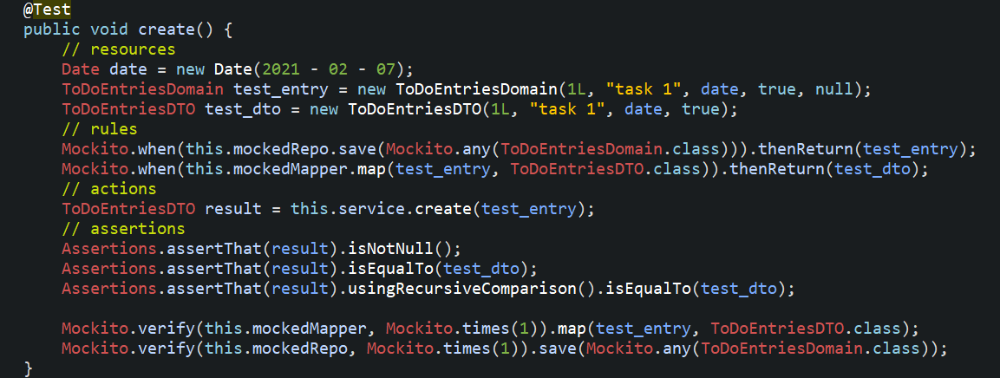 @Test
public void create() {
// resources
Date date = new Date(2021 - 02 - 07);
ToDoEntriesDomain test_entry = new ToDoEntriesDomain(1L, "task 1", date, true, null);
ToDoEntriesDTO test_dto = new ToDoEntriesDTO(1L, "task 1", date, true);
// rules
Mockito.when(this.mockedRepo.save(Mockito.any(ToDoEntriesDomain.class))).thenReturn(test_entry);
Mockito.when(this.mockedMapper.map(test_entry, ToDoEntriesDTO.class)).thenReturn(test_dto);
// actions
ToDoEntriesDTO result = this.service.create(test_entry);
// assertions
Assertions.assertThat(result).isNotNull();
Assertions.assertThat(result).isEqualTo(test_dto);
Assertions.assertThat(result).usingRecursiveComparison().isEqualTo(test_dto);
Mockito.verify(this.mockedMapper, Mockito.times(1)).map(test_entry, ToDoEntriesDTO.class);
Mockito.verify(this.mockedRepo, Mockito.times(1)).save(Mockito.any(ToDoEntriesDomain.class));
}